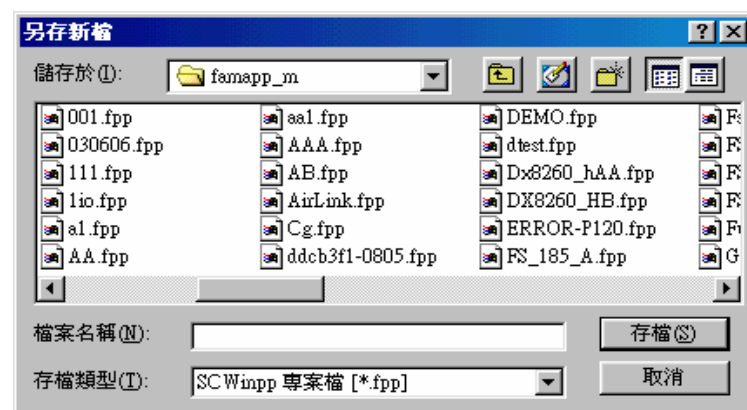 另存新檔
儲存於(I): famapp_m
001.fpp aa1.fpp DEMO.fpp
030606.fpp AAA.fpp dtest.fpp
111.fpp AB.fpp Dx8260_hAA.fpp
1io.fpp AirLink.fpp DX8260_HB.fpp
a1.fpp Cg.fpp ERROR-P120.fpp
AA.fpp ddcb3f1-0805.fpp FS_185_A.fpp
檔案名稱(N): 存檔(S)
存檔類型(T): SCWinpp 專案檔 [*.fpp] 取消